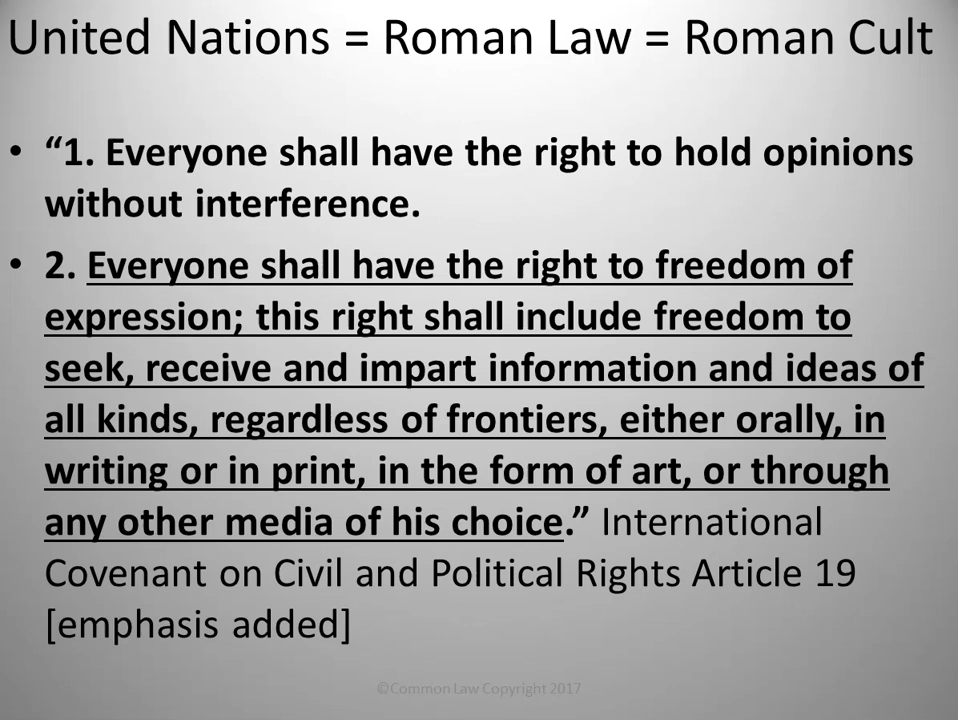 United Nations = Roman Law = Roman Cult
• “1. Everyone shall have the right to hold opinions
without interference.
• 2. Everyone shall have the right to freedom of
expression; this right shall include freedom to
seek, receive and impart information and ideas of
all kinds, regardless of frontiers, either orally, in
writing or in print, in the form of art, or through
any other media of his choice.” International
Covenant on Civil and Political Rights Article 19
[emphasis added]
©Common Law Copyright 2017